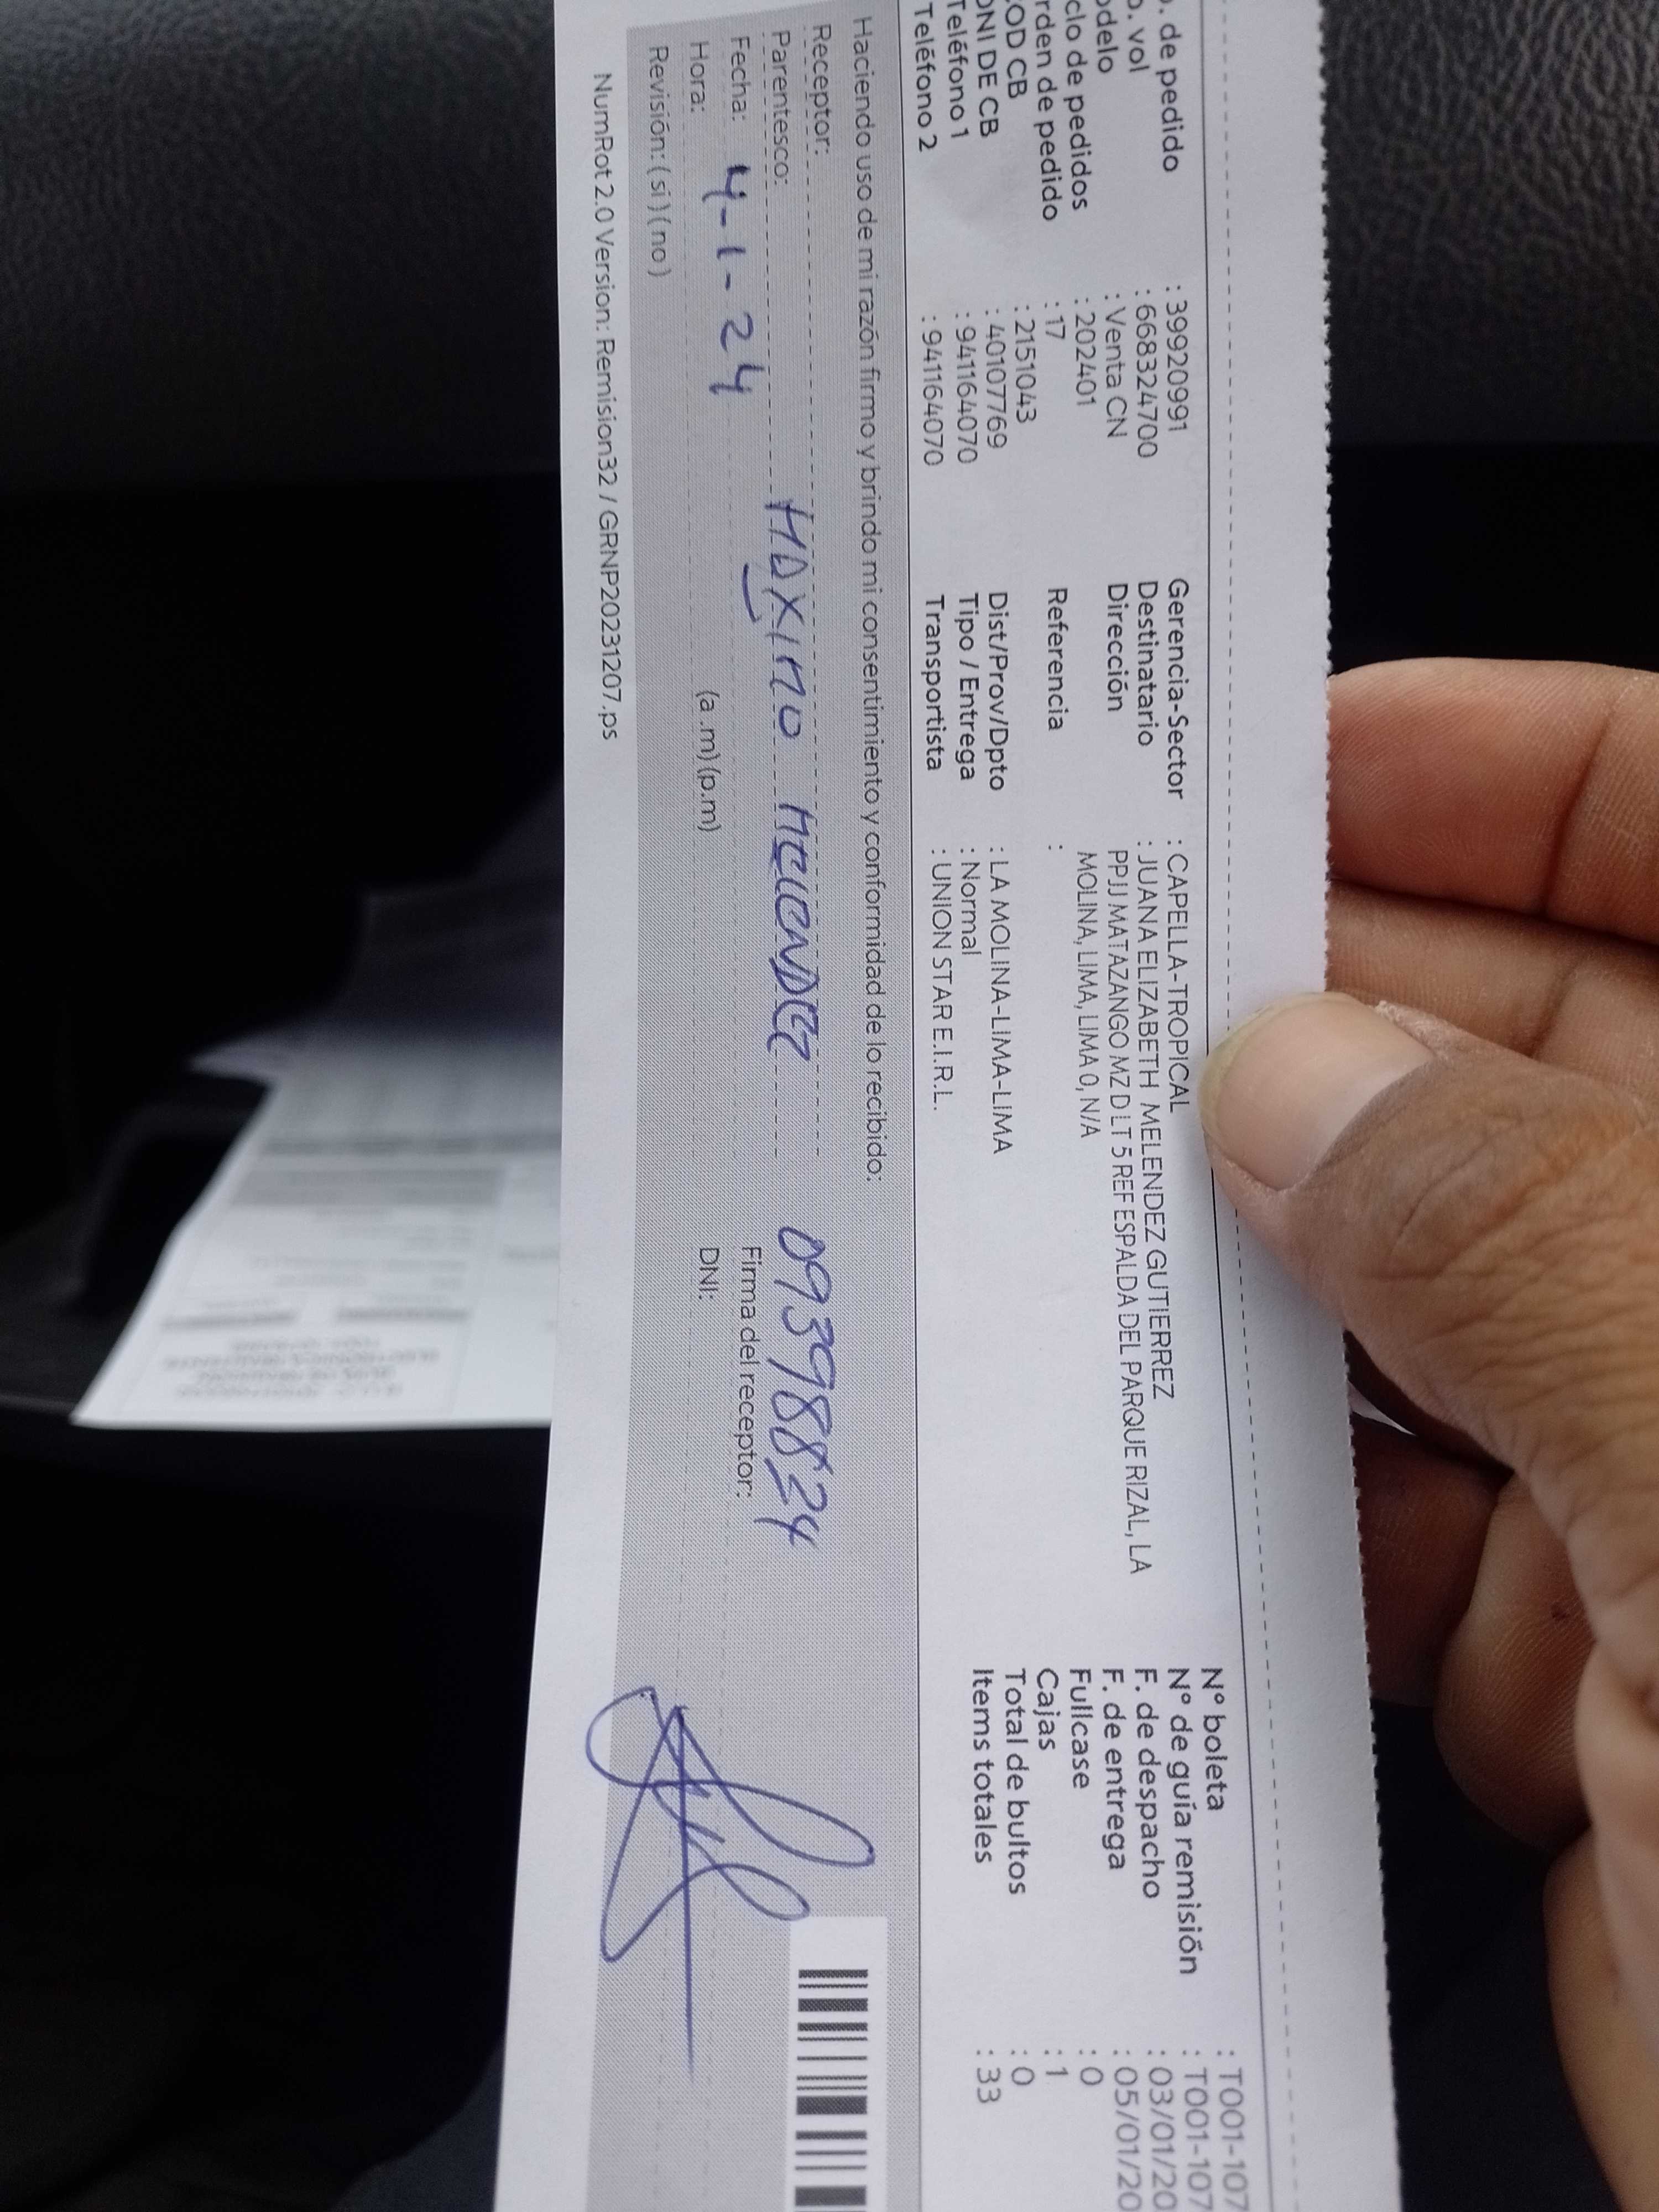 . de pedido : 39920991
o. vol : 668324700
odelo : Venta CN
clo de pedidos : 202401
rden de pedido : 17
COD CB : 2151043
DNI DE CB : 40107769
Teléfono 1 : 941164070
Teléfono 2 : 941164070
Gerencia-Sector : CAPELLA-TROPICAL
Destinatario : JUANA ELIZABETH MELENDEZ GUTIERREZ
Dirección PPJJ MATAZANGO MZ D LT 5 REF ESPALDA DEL PARQUE RIZAL, LA
MOLINA, LIMA, LIMA 0, N/A
Referencia :
Dist/Prov/Dpto : LA MOLINA-LIMA-LIMA
Tipo / Entrega : Normal
Transportista : UNION STAR E.I.R.L.
N° boleta : T001-107
N° de guía remisión : T001-107
F. de despacho : 03/01/20
F. de entrega : 05/01/20
Fullcase : 0
Cajas : 1
Total de bultos : 0
Items totales : 33
Haciendo uso de mi razón firmo y brindo mi consentimiento y conformidad de lo recibido:
Receptor:
Parentesco: MAXIMO MELENDEZ 09398824
Fecha: 4-1-24 Firma del receptor:
Hora: (a.m) (p.m) DNI:
Revisión: ( si ) ( no )
NumRot 2.0 Version: Remision32 / GRNP20231207.ps